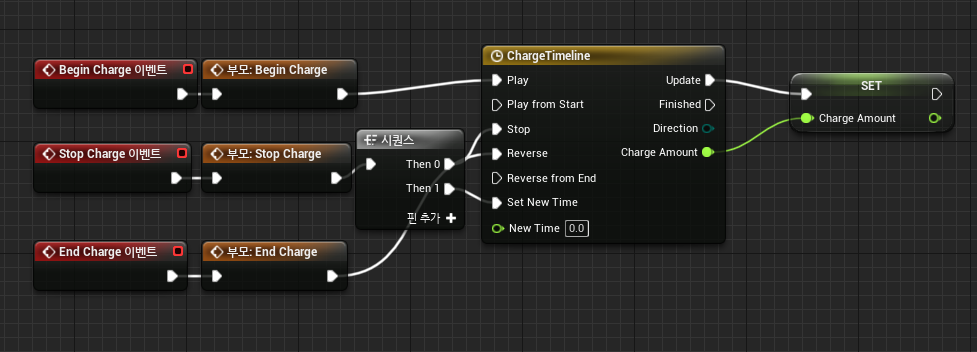 Begin Charge 이벤트
부모: Begin Charge
Stop Charge 이벤트
부모: Stop Charge
End Charge 이벤트
부모: End Charge
시퀀스
Then 0
Then 1
핀 추가
ChargeTimeline
Play
Update
Play from Start
Finished
Stop
Direction
Reverse
Charge Amount
Reverse from End
Set New Time
New Time 0.0
SET
Charge Amount